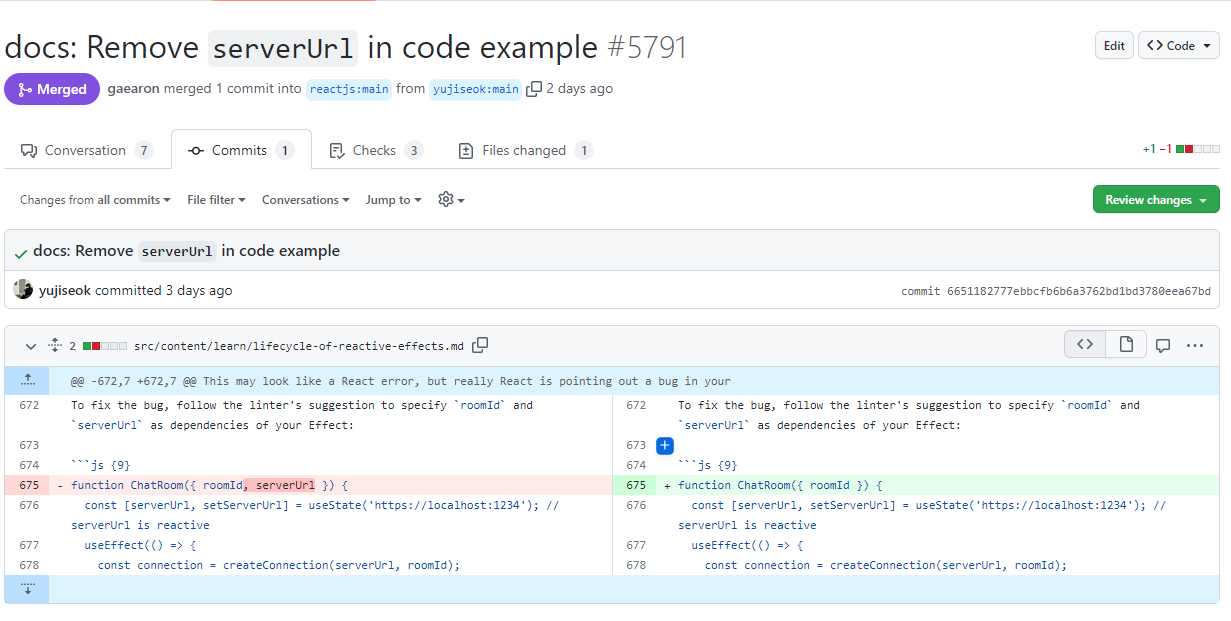 docs: Remove serverUrl in code example #5791
Edit
<> Code
Merged
gaearon merged 1 commit into reactjs:main from yujiseok:main 2 days ago
Conversation 7
Commits 1
Checks 3
Files changed 1
+1 −1
Changes from all commits
File filter
Conversations
Jump to
Review changes
docs: Remove serverUrl in code example
yujiseok committed 3 days ago
commit 6651182777ebbcfb6b6a3762bd1bd3780eea67bd
2 src/content/learn/lifecycle-of-reactive-effects.md
@@ -672,7 +672,7 @@ This may look like a React error, but really React is pointing out a bug in your
672 To fix the bug, follow the linter's suggestion to specify `roomId` and
`serverUrl` as dependencies of your Effect:
673
674 ```js {9}
675 - function ChatRoom({ roomId, serverUrl }) {
676 const [serverUrl, setServerUrl] = useState('https://localhost:1234'); //
serverUrl is reactive
677 useEffect(() => {
678 const connection = createConnection(serverUrl, roomId);
672 To fix the bug, follow the linter's suggestion to specify `roomId` and
`serverUrl` as dependencies of your Effect:
673
674 ```js {9}
675 + function ChatRoom({ roomId }) {
676 const [serverUrl, setServerUrl] = useState('https://localhost:1234'); //
serverUrl is reactive
677 useEffect(() => {
678 const connection = createConnection(serverUrl, roomId);